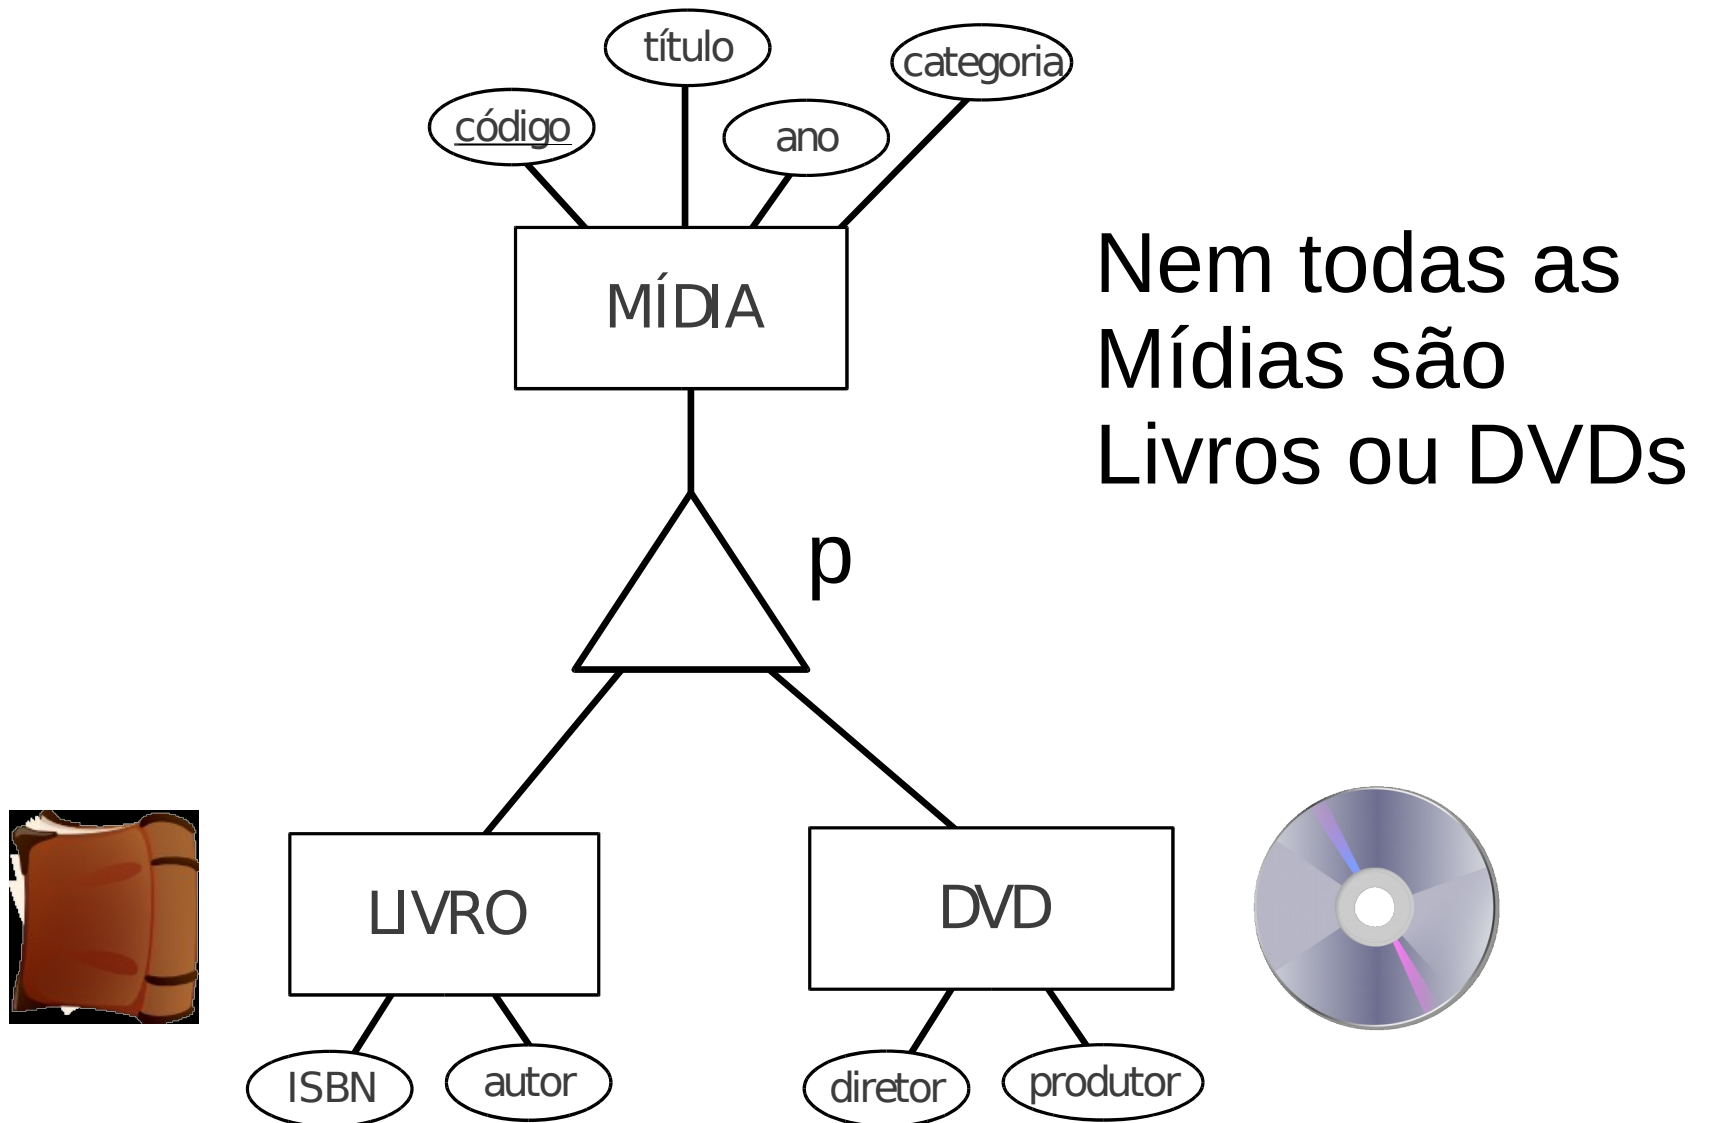 título
categoria
código
ano
MÍDIA
Nem todas as
Mídias são
Livros ou DVDs
p
LIVRO
DVD
ISBN
autor
diretor
produtor